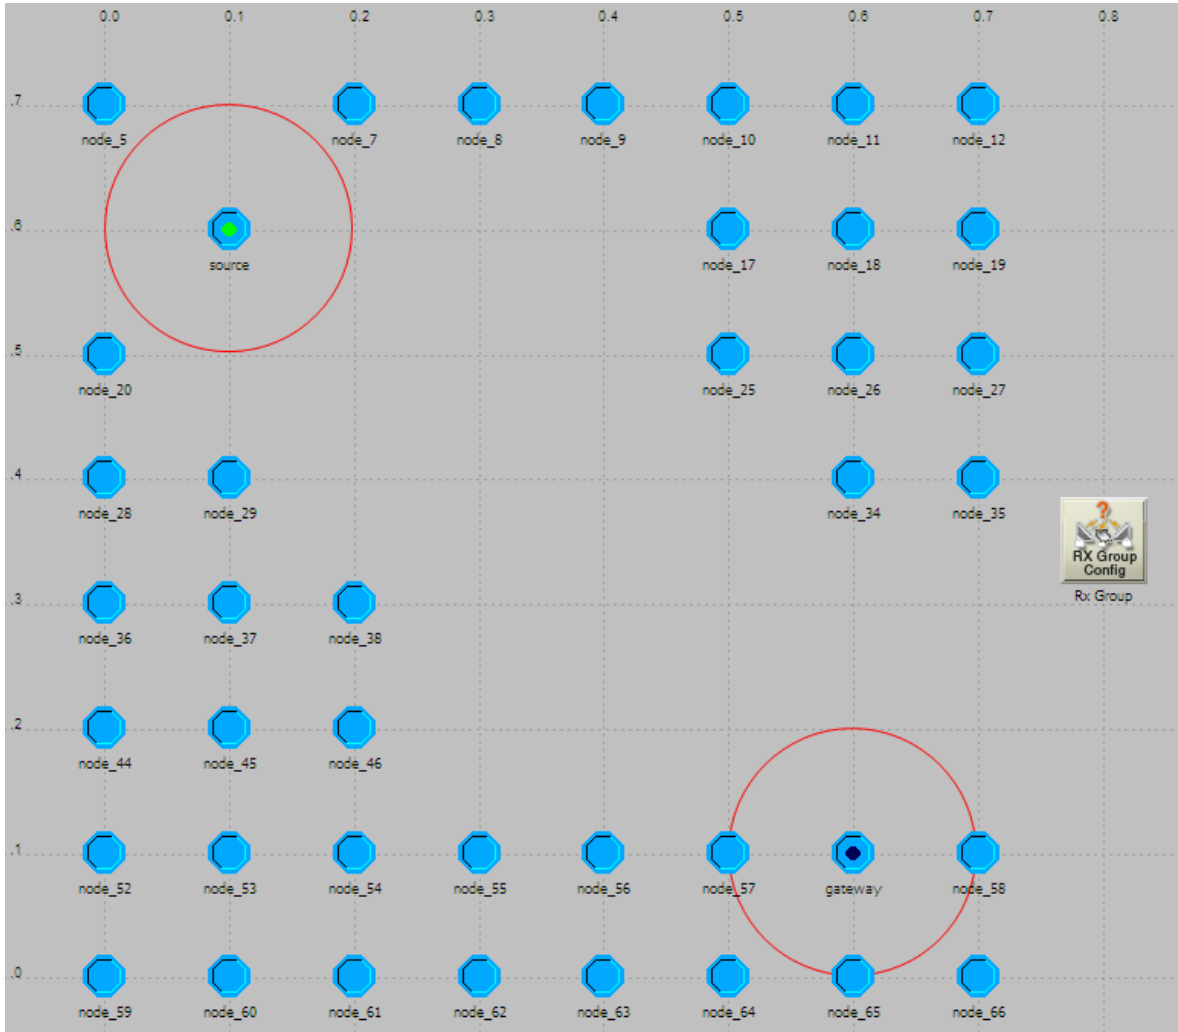 0.0 0.1 0.2 0.3 0.4 0.5 0.6 0.7 0.8
.7
node_5 node_7 node_8 node_9 node_10 node_11 node_12
.6
source node_17 node_18 node_19
.5
node_20 node_25 node_26 node_27
.4
node_28 node_29 node_34 node_35
?
RX Group
Config
Rx Group
.3
node_36 node_37 node_38
.2
node_44 node_45 node_46
.1
node_52 node_53 node_54 node_55 node_56 node_57 gateway node_58
.0
node_59 node_60 node_61 node_62 node_63 node_64 node_65 node_66